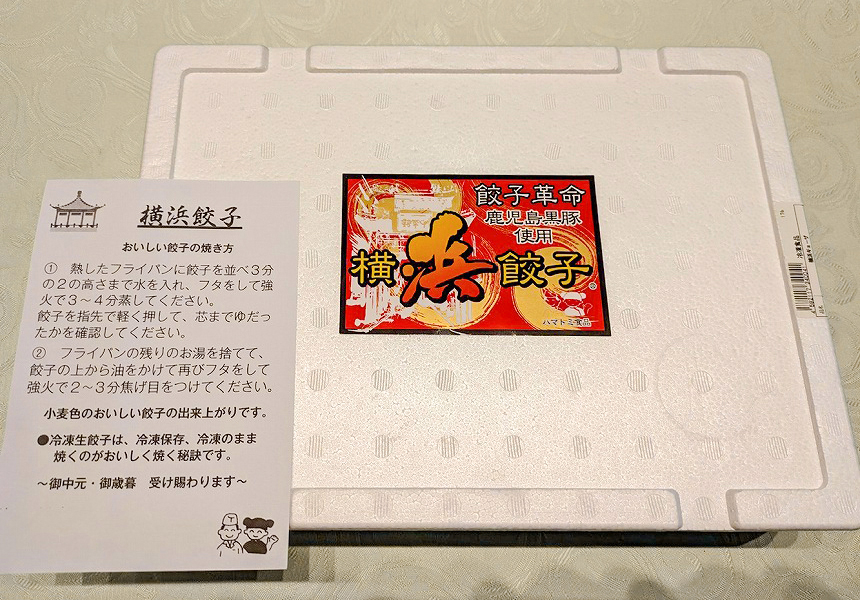 横浜餃子
おいしい餃子の焼き方
① 熱したフライパンに餃子を並べ3分
の2の高さまで水を入れ、フタをして強
火で3～4分蒸してください。
餃子を指先で軽く押して、芯までゆだっ
たかを確認してください。
② フライパンの残りのお湯を捨てて、
餃子の上から油をかけて再びフタをして
強火で2～3分焦げ目をつけてください。
小麦色のおいしい餃子の出来上がりです。
●冷凍生餃子は、冷凍保存、冷凍のまま
焼くのがおいしく焼く秘訣です。
～御中元・御歳暮 受け賜わります～
餃子革命
鹿児島黒豚
使用
横浜餃子
ハマトミ食品
冷凍食品